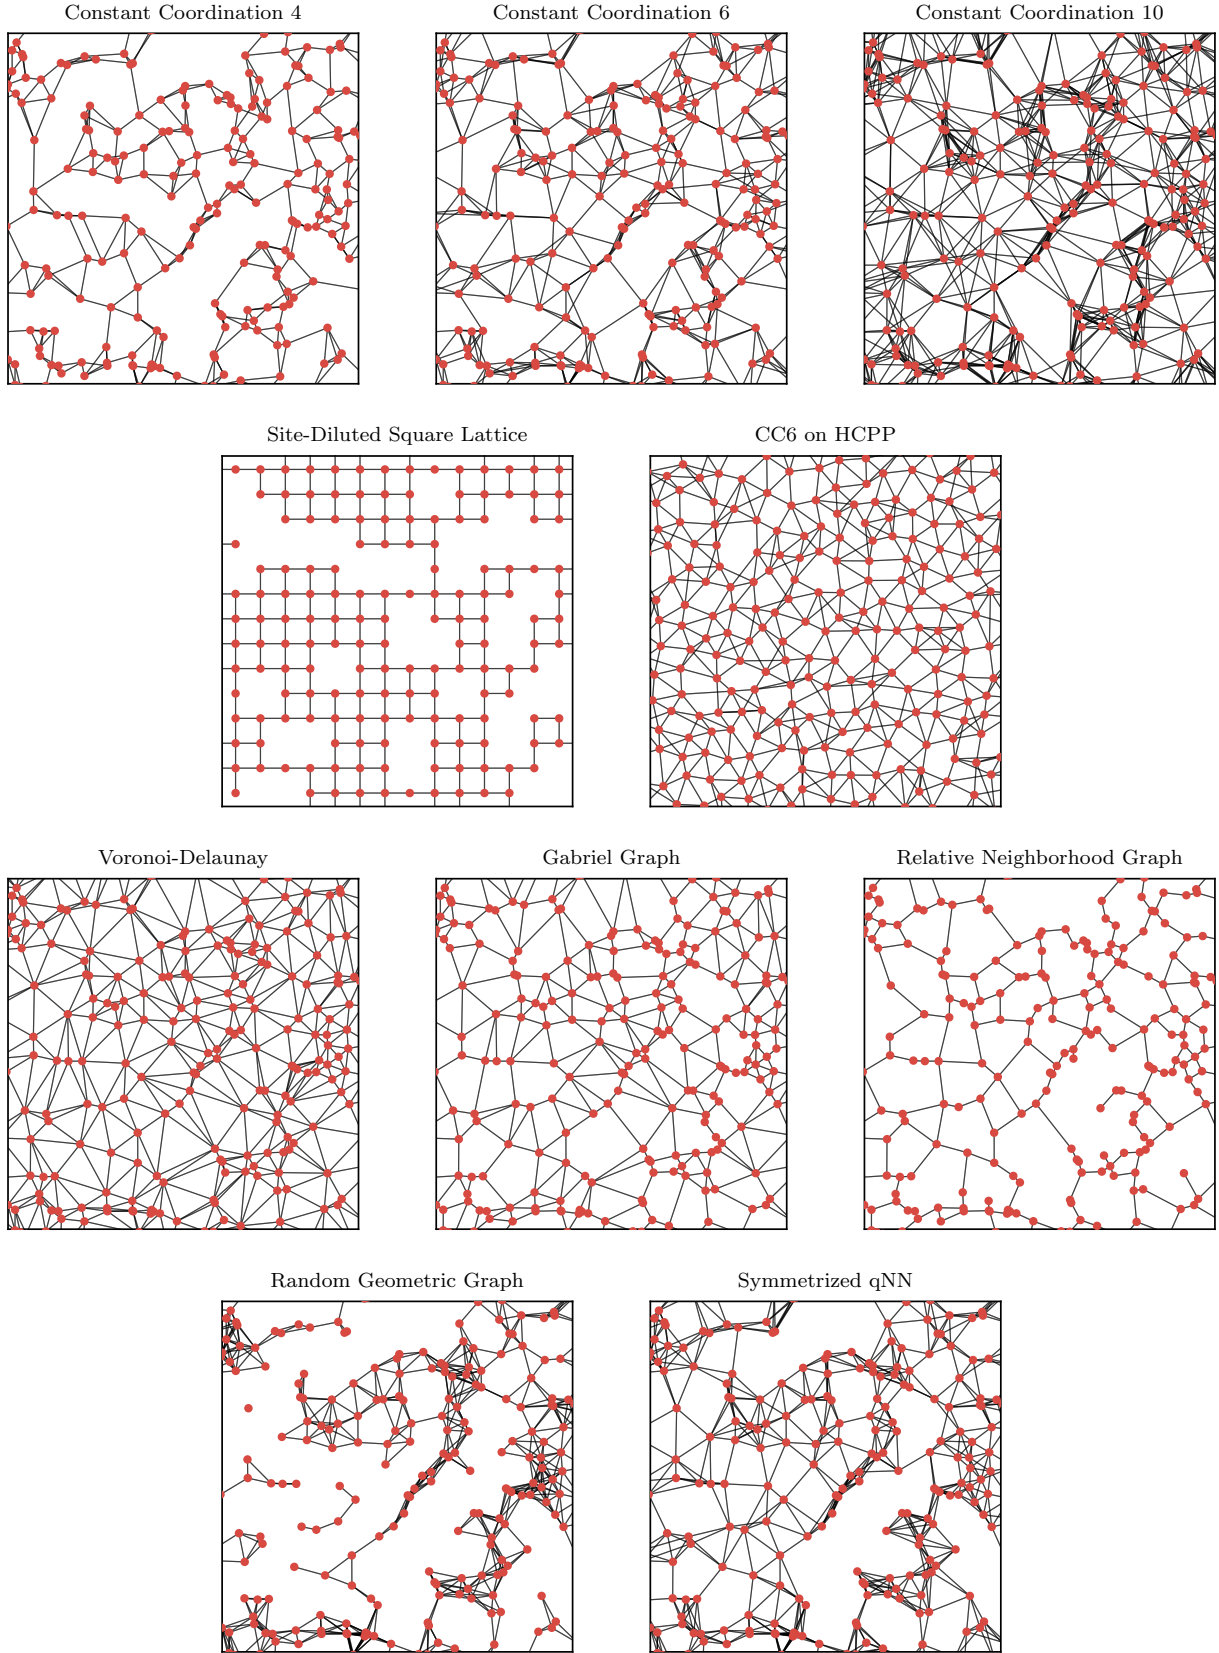 Constant Coordination 4
Constant Coordination 6
Constant Coordination 10
Site-Diluted Square Lattice
CC6 on HCPP
Voronoi-Delaunay
Gabriel Graph
Relative Neighborhood Graph
Random Geometric Graph
Symmetrized qNN